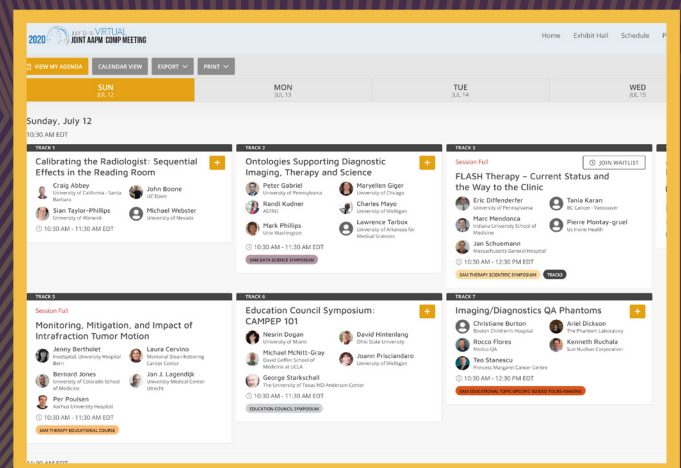 2020 JULY 12-16 VIRTUAL
JOINT AAPM COMP MEETING
Home Exhibit Hall Schedule
VIEW MY AGENDA CALENDAR VIEW EXPORT PRINT
SUN
JUL 12
MON
JUL 13
TUE
JUL 14
WED
JUL 15
Sunday, July 12
10:30 AM EDT
TRACK 1
Calibrating the Radiologist: Sequential
Effects in the Reading Room
Craig Abbey
University of California - Santa
Barbara
John Boone
UC Davis
Sian Taylor-Phillips
University of Warwick
Michael Webster
University of Nevada
10:30 AM - 11:30 AM EDT
TRACK 2
Ontologies Supporting Diagnostic
Imaging, Therapy and Science
Peter Gabriel
University of Pennsylvania
Maryellen Giger
University of Chicago
Randi Kudner
ASTRO
Charles Mayo
University of Michigan
Mark Phillips
Univ Washington
Lawrence Tarbox
University of Arkansas for
Medical Sciences
10:30 AM - 11:30 AM EDT
SAM DATA SCIENCE SYMPOSIUM
TRACK 3
Session Full
JOIN WAITLIST
FLASH Therapy – Current Status and
the Way to the Clinic
Eric Diffenderfer
University of Pennsylvania
Tania Karan
BC Cancer - Vancouver
Marc Mendonca
Indiana University School of
Medicine
Pierre Montay-gruel
UC Irvine Health
Jan Schuemann
Massachusetts General Hospital
10:30 AM - 12:30 PM EDT
SAM THERAPY SCIENTIFIC SYMPOSIUM TRACK3
TRACK 5
Session Full
Monitoring, Mitigation, and Impact of
Intrafraction Tumor Motion
Jenny Bertholet
Inselspital, University Hospital
Bern
Laura Cervino
Memorial Sloan Kettering
Cancer Center
Bernard Jones
University of Colorado School
of Medicine
Jan J. Lagendijk
University Medical Center
Utrecht
Per Poulsen
Aarhus University Hospital
10:30 AM - 11:30 AM EDT
SAM THERAPY EDUCATIONAL COURSE
TRACK 6
Education Council Symposium:
CAMPEP 101
Nesrin Dogan
University of Miami
David Hintenlang
Ohio State University
Michael McNitt-Gray
David Geffen School of
Medicine at UCLA
Joann Prisciandaro
University of Michigan
George Starkschall
The University of Texas MD Anderson Center
10:30 AM - 11:30 AM EDT
EDUCATION COUNCIL SYMPOSIUM
TRACK 7
Imaging/Diagnostics QA Phantoms
Christiane Burton
Boston Children's Hospital
Ariel Dickson
The Phantom Laboratory
Rocco Flores
Modus QA
Kenneth Ruchala
Sun Nuclear Corporation
Teo Stanescu
Princess Margaret Cancer Centre
10:30 AM - 12:30 PM EDT
SAM EDUCATIONAL TOPIC-SPECIFIC GUIDED TOURS-IMAGING
11:30 AM EDT